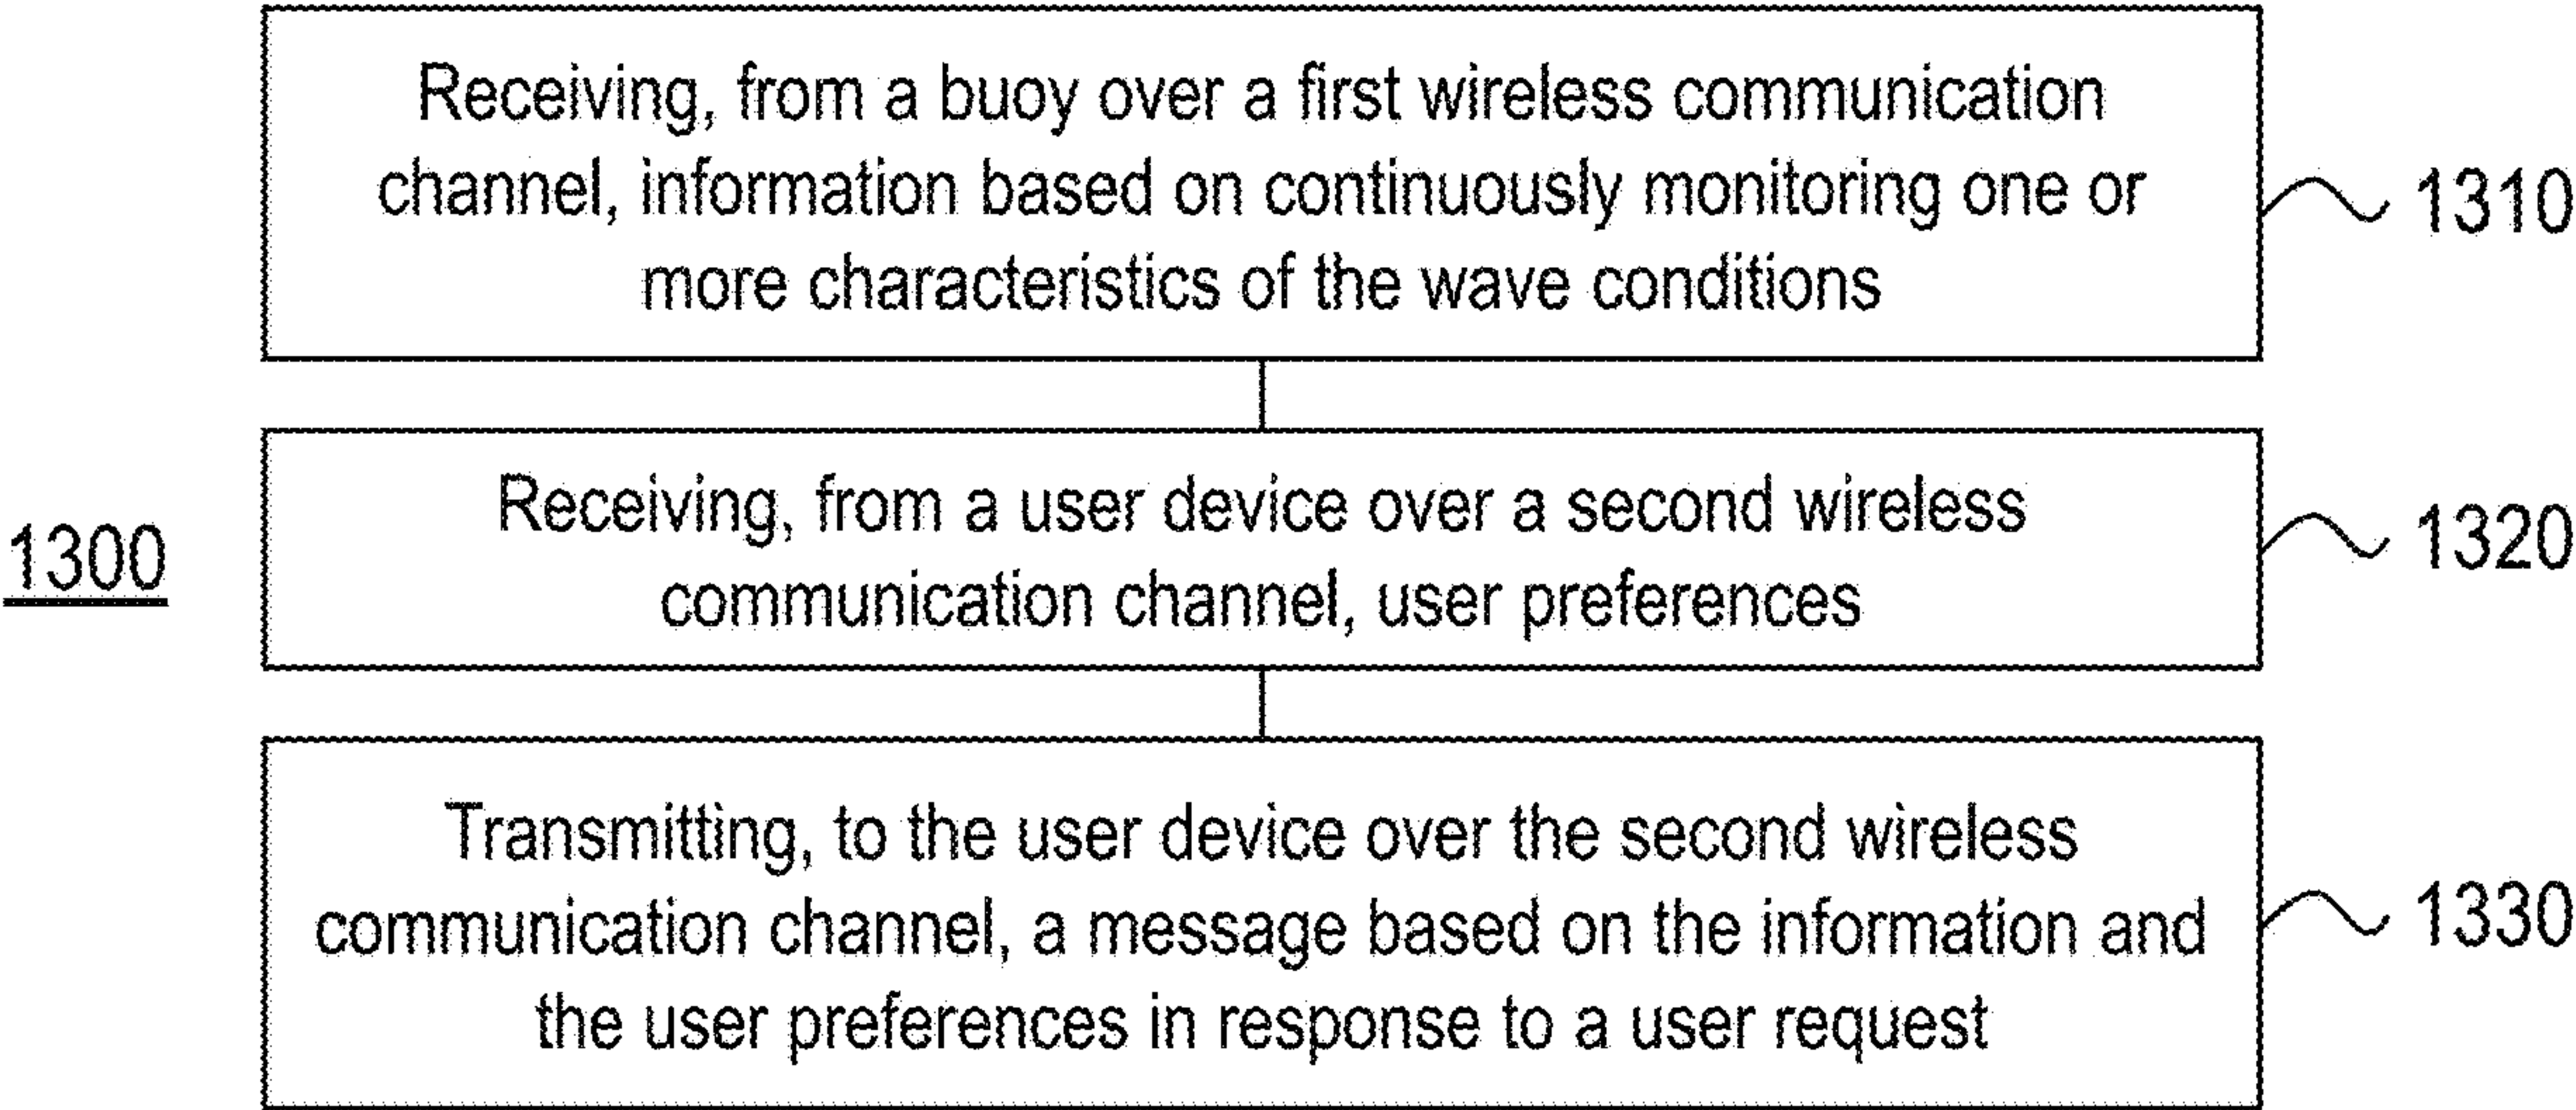 Receiving, from a buoy over a first wireless communication
channel, information based on continuously monitoring one or
more characteristics of the wave conditions
1310
1300
Receiving, from a user device over a second wireless
communication channel, user preferences
1320
Transmitting, to the user device over the second wireless
communication channel, a message based on the information and
the user preferences in response to a user request
1330